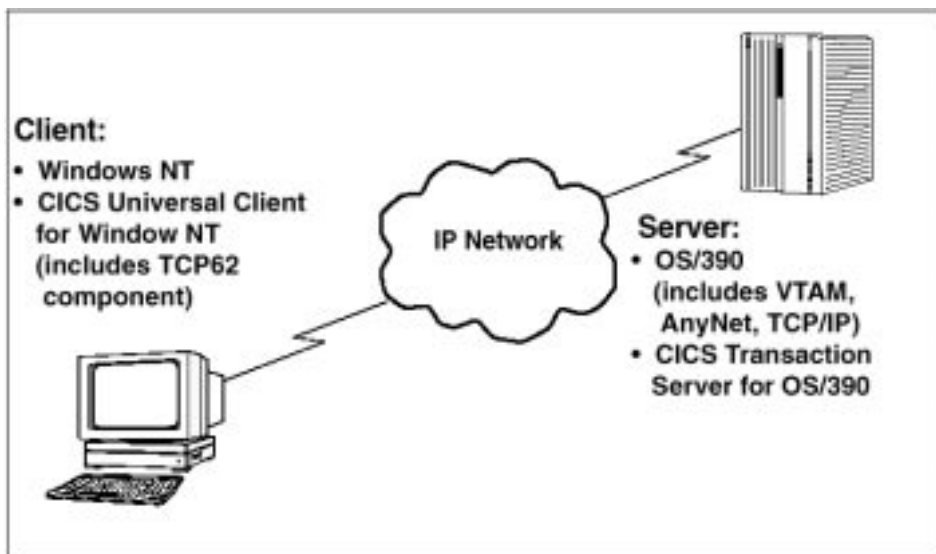 Client:
• Windows NT
• CICS Universal Client
for Window NT
(includes TCP62
component)
IP Network
Server:
• OS/390
(includes VTAM,
AnyNet, TCP/IP)
• CICS Transaction
Server for OS/390